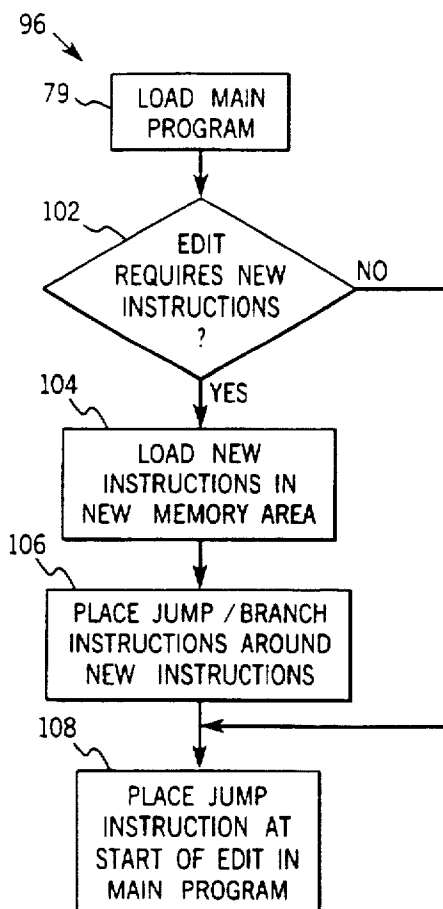 96
79
LOAD MAIN
PROGRAM
102
EDIT
REQUIRES NEW
INSTRUCTIONS
?
NO
YES
104
LOAD NEW
INSTRUCTIONS IN
NEW MEMORY AREA
106
PLACE JUMP / BRANCH
INSTRUCTIONS AROUND
NEW INSTRUCTIONS
108
PLACE JUMP
INSTRUCTION AT
START OF EDIT IN
MAIN PROGRAM